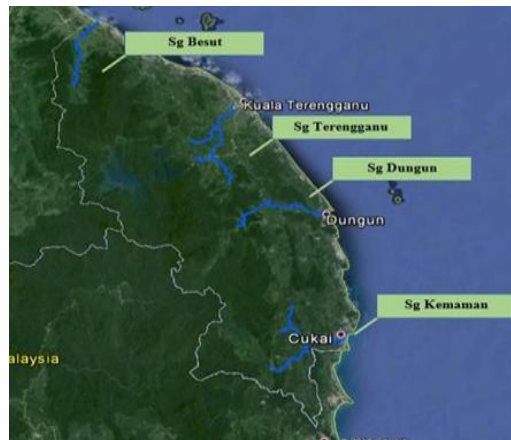 Sg Besut
Kuala Terengganu
Sg Terengganu
Sg Dungun
Dungun
Sg Kemaman
Cukai
alaysia